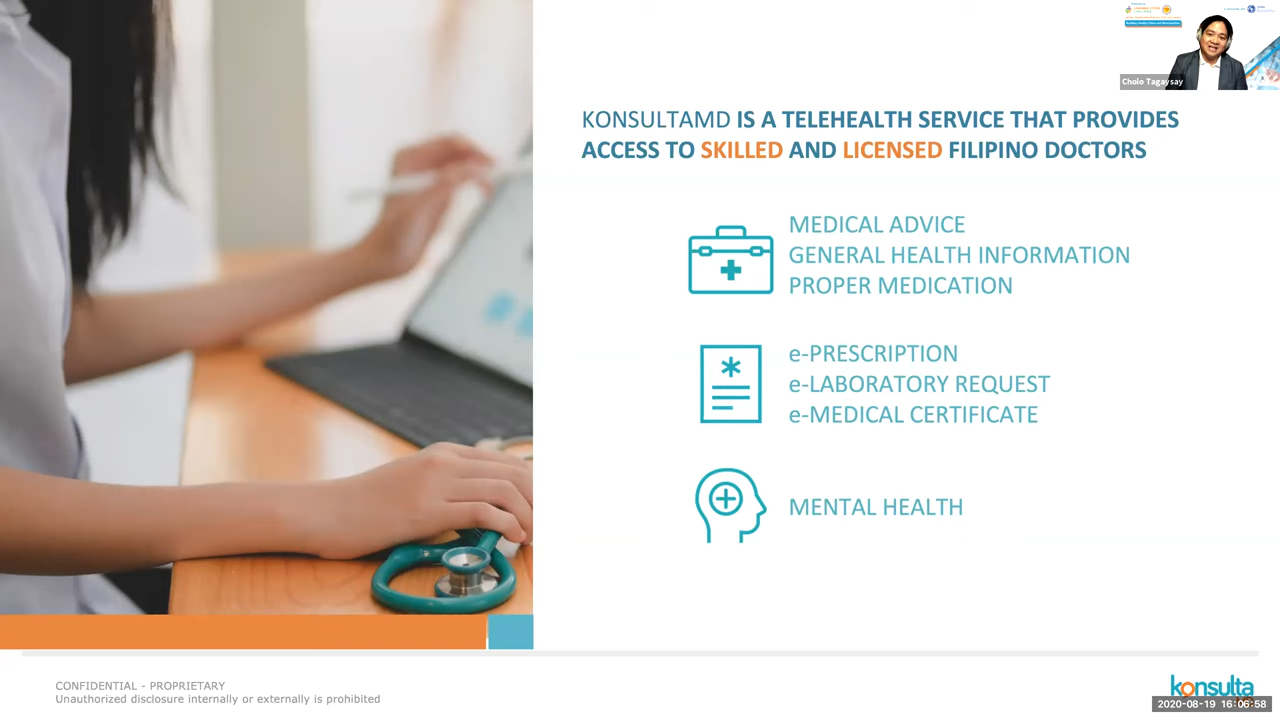 Cholo Tagaysay
KONSULTAMD IS A TELEHEALTH SERVICE THAT PROVIDES
ACCESS TO SKILLED AND LICENSED FILIPINO DOCTORS
MEDICAL ADVICE
GENERAL HEALTH INFORMATION
PROPER MEDICATION
e-PRESCRIPTION
e-LABORATORY REQUEST
e-MEDICAL CERTIFICATE
MENTAL HEALTH
CONFIDENTIAL - PROPRIETARY
Unauthorized disclosure internally or externally is prohibited
konsulta
2020-08-19 16:06:58